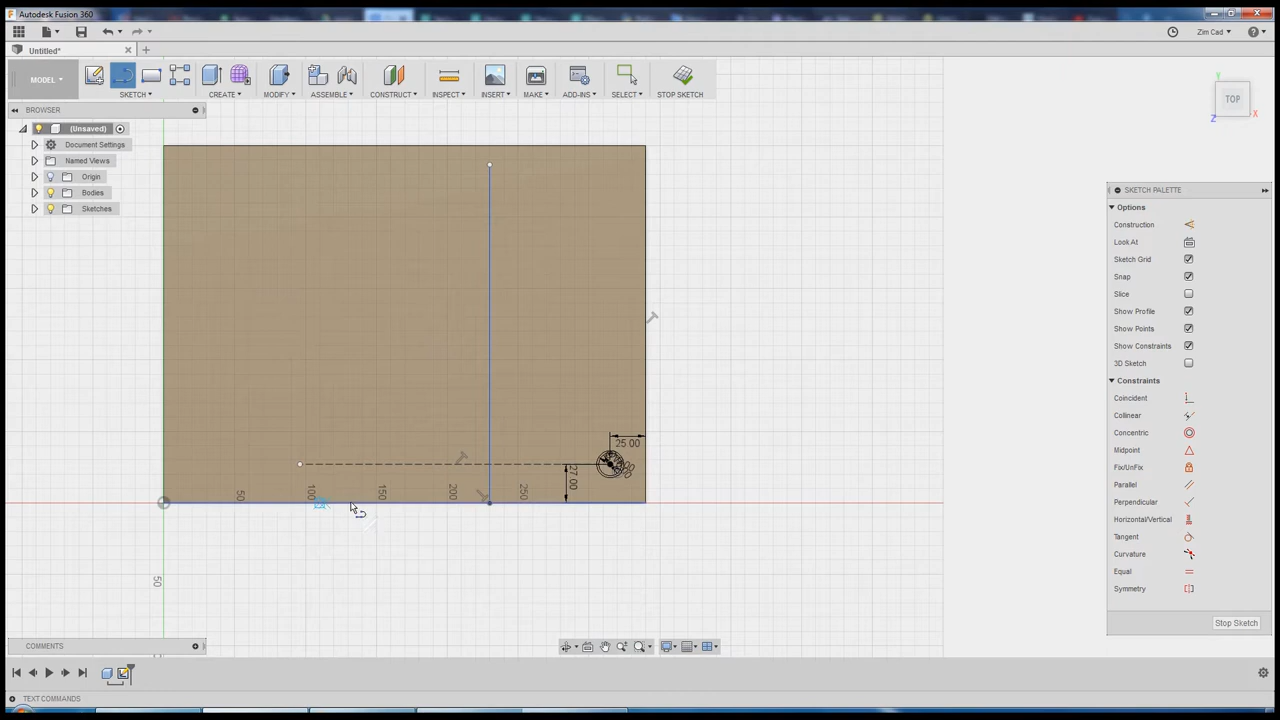 Autodesk Fusion 360
Zim Cad
Untitled*
MODEL
SKETCH
CREATE
MODIFY
ASSEMBLE
CONSTRUCT
INSPECT
INSERT
MAKE
ADD-INS
SELECT
STOP SKETCH
BROWSER
(Unsaved)
Document Settings
Named Views
Origin
Bodies
Sketches
TOP
Y
X
Z
SKETCH PALETTE
Options
Construction
Look At
Sketch Grid
Snap
Slice
Show Profile
Show Points
Show Constraints
3D Sketch
Constraints
Coincident
Collinear
Concentric
Midpoint
Fix/UnFix
Parallel
Perpendicular
Horizontal/Vertical
Tangent
Curvature
Equal
Symmetry
Stop Sketch
25.00
27.00
50
100
150
200
250
50
COMMENTS
TEXT COMMANDS